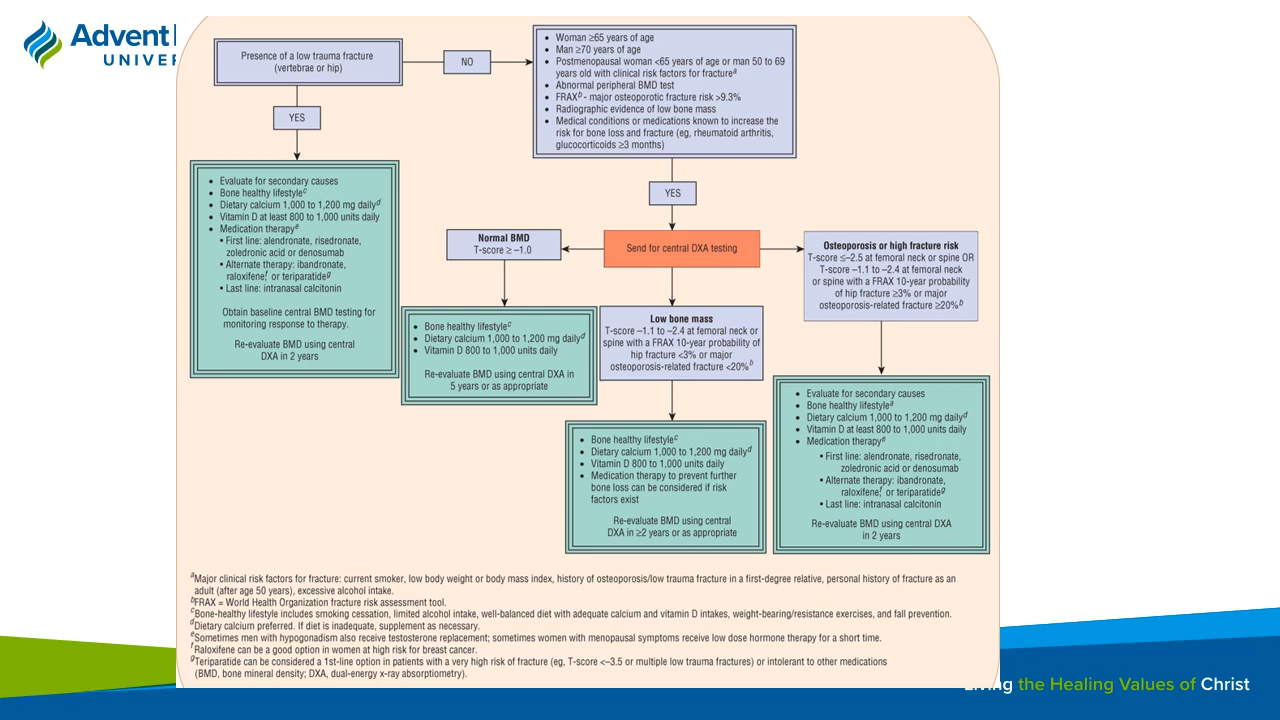 Advent
UNIVER
Presence of a low trauma fracture
(vertebrae or hip)
NO
• Woman ≥65 years of age
• Man ≥70 years of age
• Postmenopausal woman <65 years of age or man 50 to 69
years old with clinical risk factors for fracturea
• Abnormal peripheral BMD test
• FRAXb - major osteoporotic fracture risk >9.3%
• Radiographic evidence of low bone mass
• Medical conditions or medications known to increase the
risk for bone loss and fracture (eg, rheumatoid arthritis,
glucocorticoids ≥3 months)
YES
• Evaluate for secondary causes
• Bone healthy lifestylec
• Dietary calcium 1,000 to 1,200 mg dailyd
• Vitamin D at least 800 to 1,000 units daily
• Medication therapye
• First line: alendronate, risedronate,
zoledronic acid or denosumab
• Alternate therapy: ibandronate,
raloxifene,f or teriparatideg
• Last line: intranasal calcitonin
Obtain baseline central BMD testing for
monitoring response to therapy.
Re-evaluate BMD using central
DXA in 2 years
YES
Normal BMD
T-score ≥ –1.0
Send for central DXA testing
Osteoporosis or high fracture risk
T-score ≤–2.5 at femoral neck or spine OR
T-score –1.1 to –2.4 at femoral neck
or spine with a FRAX 10-year probability
of hip fracture ≥3% or major
osteoporosis-related fracture ≥20%b
• Bone healthy lifestylec
• Dietary calcium 1,000 to 1,200 mg dailyd
• Vitamin D 800 to 1,000 units daily
Re-evaluate BMD using central DXA in
5 years or as appropriate
Low bone mass
T-score –1.1 to –2.4 at femoral neck or
spine with a FRAX 10-year probability of
hip fracture <3% or major
osteoporosis-related fracture <20%b
• Bone healthy lifestylec
• Dietary calcium 1,000 to 1,200 mg dailyd
• Vitamin D 800 to 1,000 units daily
• Medication therapy to prevent further
bone loss can be considered if risk
factors exist
Re-evaluate BMD using central
DXA in ≥2 years or as appropriate
• Evaluate for secondary causes
• Bone healthy lifestylea
• Dietary calcium 1,000 to 1,200 mg dailyd
• Vitamin D at least 800 to 1,000 units daily
• Medication therapye
• First line: alendronate, risedronate,
zoledronic acid or denosumab
• Alternate therapy: ibandronate,
raloxifene,f or teriparatideg
• Last line: intranasal calcitonin
Re-evaluate BMD using central DXA
in 2 years
aMajor clinical risk factors for fracture: current smoker, low body weight or body mass index, history of osteoporosis/low trauma fracture in a first-degree relative, personal history of fracture as an
adult (after age 50 years), excessive alcohol intake.
bFRAX = World Health Organization fracture risk assessment tool.
cBone-healthy lifestyle includes smoking cessation, limited alcohol intake, well-balanced diet with adequate calcium and vitamin D intakes, weight-bearing/resistance exercises, and fall prevention.
dDietary calcium preferred. If diet is inadequate, supplement as necessary.
eSometimes men with hypogonadism also receive testosterone replacement; sometimes women with menopausal symptoms receive low dose hormone therapy for a short time.
fRaloxifene can be a good option in women at high risk for breast cancer.
gTeriparatide can be considered a 1st-line option in patients with a very high risk of fracture (eg, T-score <–3.5 or multiple low trauma fractures) or intolerant to other medications
(BMD, bone mineral density; DXA, dual-energy x-ray absorptiometry).
Living the Healing Values of Christ